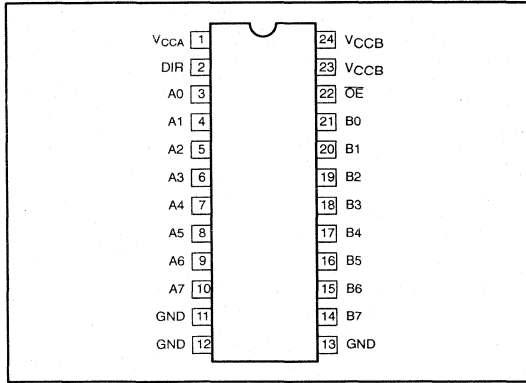 VCCA 1 24 VCCB
DIR 2 23 VCCB
A0 3 22 OE
A1 4 21 B0
A2 5 20 B1
A3 6 19 B2
A4 7 18 B3
A5 8 17 B4
A6 9 16 B5
A7 10 15 B6
GND 11 14 B7
GND 12 13 GND